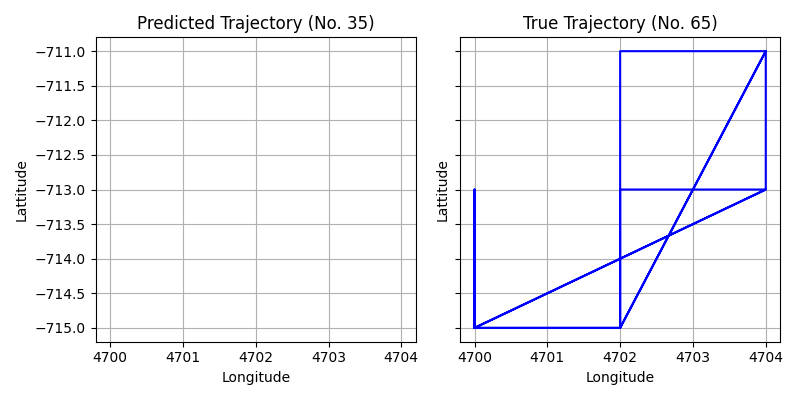 Predicted Trajectory (No. 35)
True Trajectory (No. 65)
−711.0
−711.5
−712.0
−712.5
−713.0
−713.5
−714.0
−714.5
−715.0
Lattitude
Lattitude
4700 4701 4702 4703 4704
4700 4701 4702 4703 4704
Longitude
Longitude